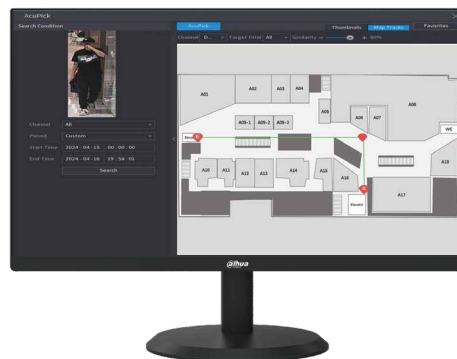 AcuPick
Search Condition
AcuPick
Thumbnails
Map Tracks
Favorites
Channel
D...
Target Filter
All
Similarity
80%
Channel
All
Period
Custom
Start Time
2024-04-15 00:00:00
End Time
2024-04-16 19:54:01
Search
A01
A02
A03
A04
A05
A06
A07
A08
A09-1
A09-2
A09-3
WE
A10
A11
A12
A13
A14
A15
A16
A17
A18
Elevator
alhua